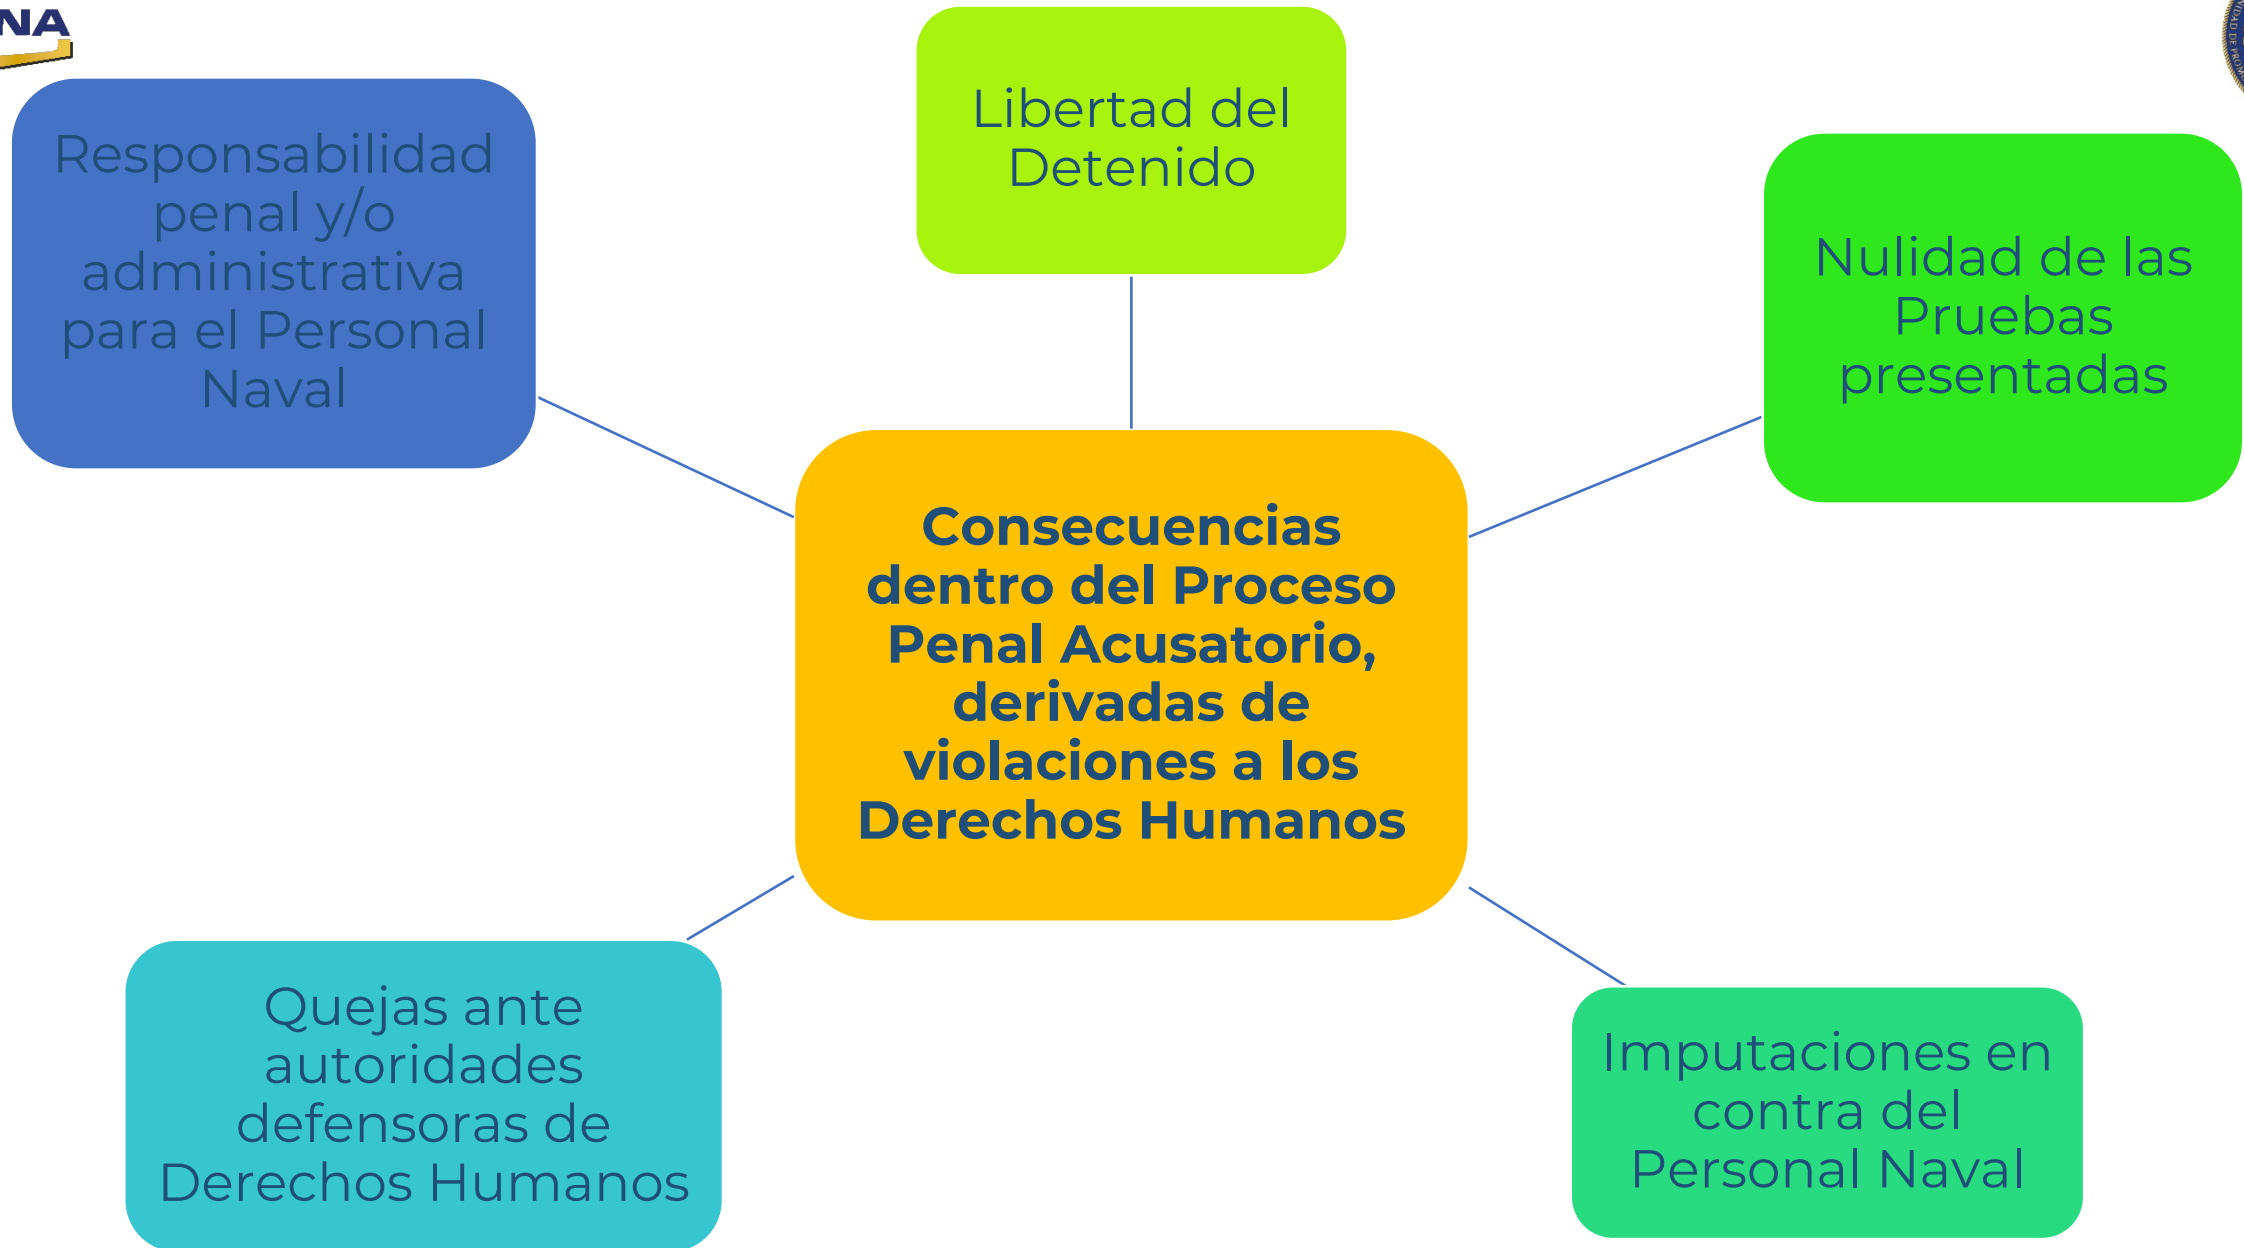 NA
Libertad del
Detenido
Responsabilidad
penal y/o
administrativa
para el Personal
Naval
Nulidad de las
Pruebas
presentadas
Consecuencias
dentro del Proceso
Penal Acusatorio,
derivadas de
violaciones a los
Derechos Humanos
Quejas ante
autoridades
defensoras de
Derechos Humanos
Imputaciones en
contra del
Personal Naval